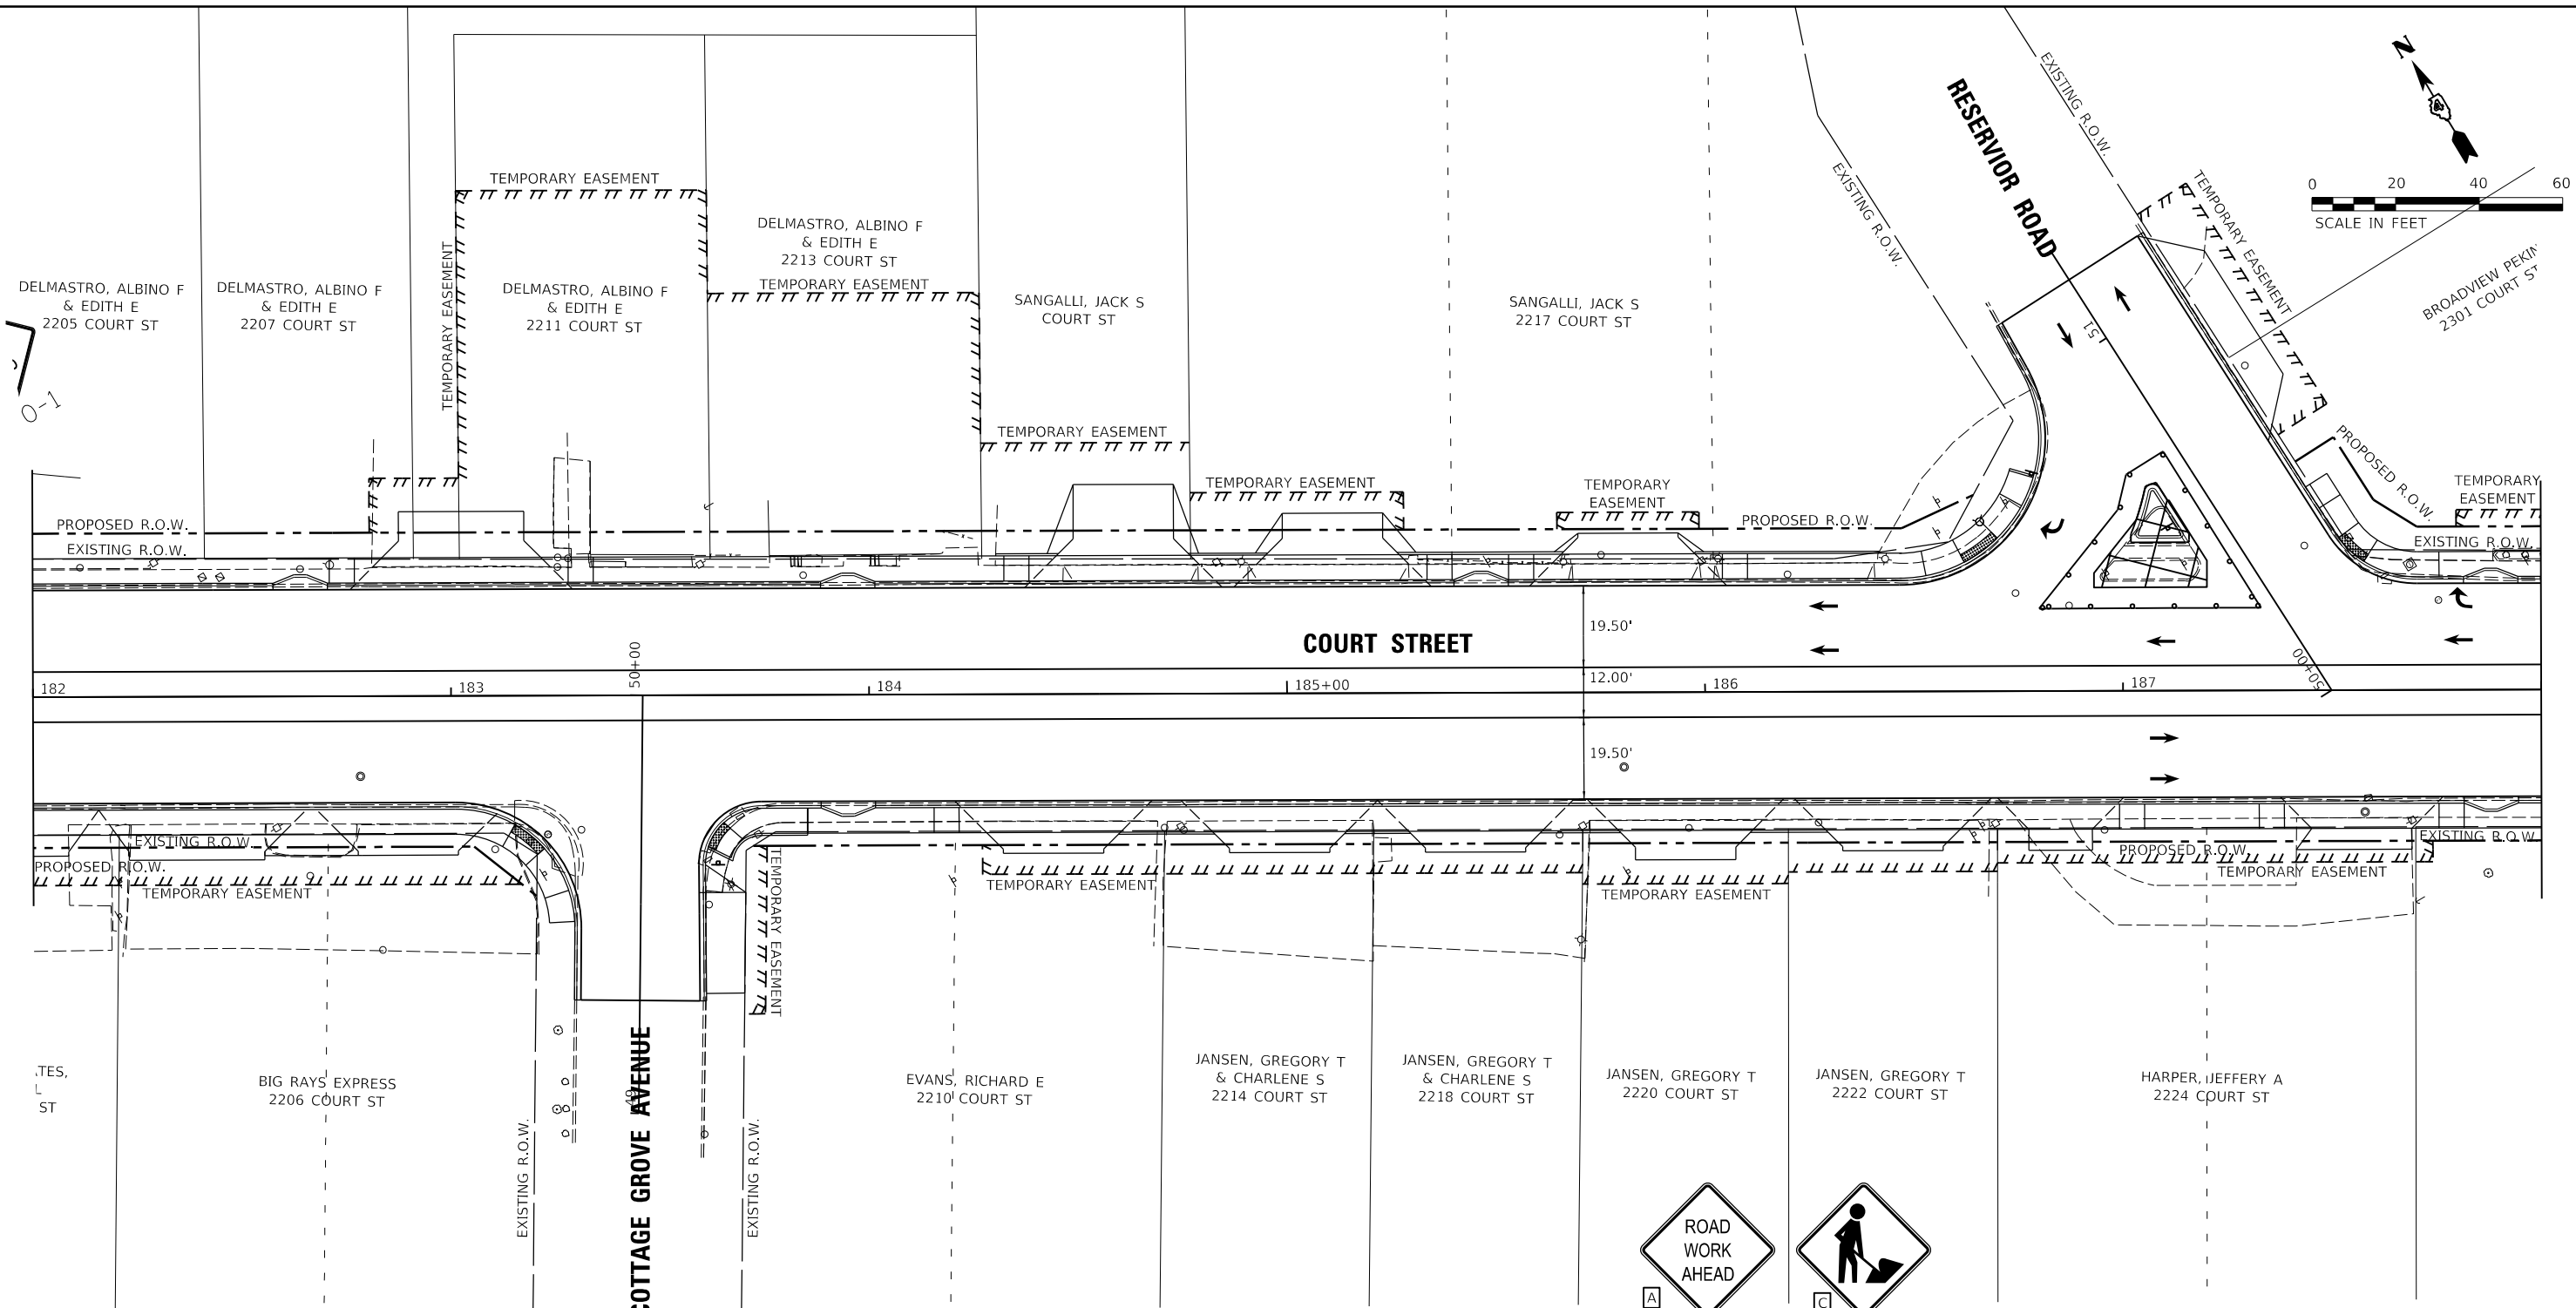 TEMPORARY EASEMENT
DELMASTRO, ALBINO F
& EDITH E
2205 COURT ST
DELMASTRO, ALBINO F
& EDITH E
2207 COURT ST
TEMPORARY EASEMENT
DELMASTRO, ALBINO F
& EDITH E
2211 COURT ST
DELMASTRO, ALBINO F
& EDITH E
2213 COURT ST
TEMPORARY EASEMENT
SANGALLI, JACK S
COURT ST
SANGALLI, JACK S
2217 COURT ST
EXISTING R.O.W.
RESERVIOR ROAD
EXISTING R.O.W.
N
0 20 40 60
SCALE IN FEET
TEMPORARY EASEMENT
BROADVIEW PEKIN
2301 COURT ST
51
O-1
TEMPORARY EASEMENT
TEMPORARY EASEMENT
TEMPORARY
EASEMENT
PROPOSED R.O.W.
TEMPORARY
EASEMENT
PROPOSED R.O.W.
EXISTING R.O.W.
PROPOSED R.O.W.
EXISTING R.O.W.
COURT STREET
19.50'
12.00'
19.50'
182
183
50+00
184
185+00
186
187
50+00
EXISTING R.O.W.
PROPOSED R.O.W.
TEMPORARY EASEMENT
TEMPORARY EASEMENT
TEMPORARY EASEMENT
TEMPORARY EASEMENT
PROPOSED R.O.W.
EXISTING R.O.W.
TEMPORARY EASEMENT
TES,
L
ST
BIG RAYS EXPRESS
2206 COURT ST
EXISTING R.O.W.
49
COTTAGE GROVE AVENUE
EXISTING R.O.W.
EVANS, RICHARD E
2210 COURT ST
JANSEN, GREGORY T
& CHARLENE S
2214 COURT ST
JANSEN, GREGORY T
& CHARLENE S
2218 COURT ST
JANSEN, GREGORY T
2220 COURT ST
JANSEN, GREGORY T
2222 COURT ST
HARPER, JEFFERY A
2224 COURT ST
ROAD
WORK
AHEAD
A
C